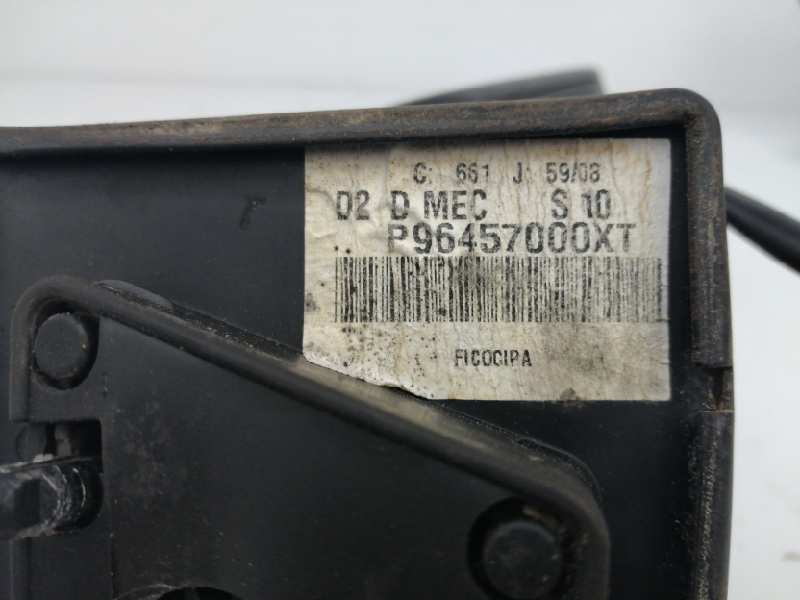 C: 661 J: 59/08
D2 D MEC S 10
P96457000XT
FICOCIPA